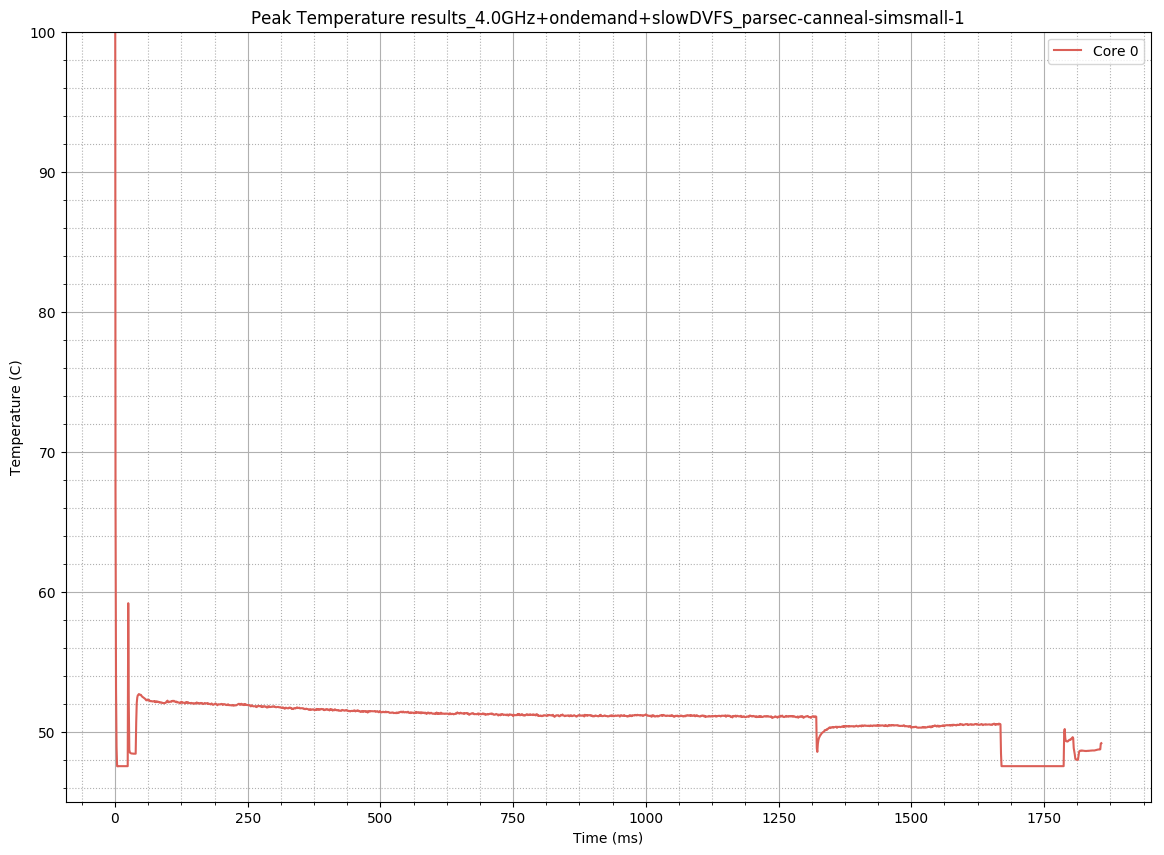 Peak Temperature results_4.0GHz+ondemand+slowDVFS_parsec-canneal-simsmall-1
Core 0
Temperature (C)
100
90
80
70
60
50
0 250 500 750 1000 1250 1500 1750
Time (ms)